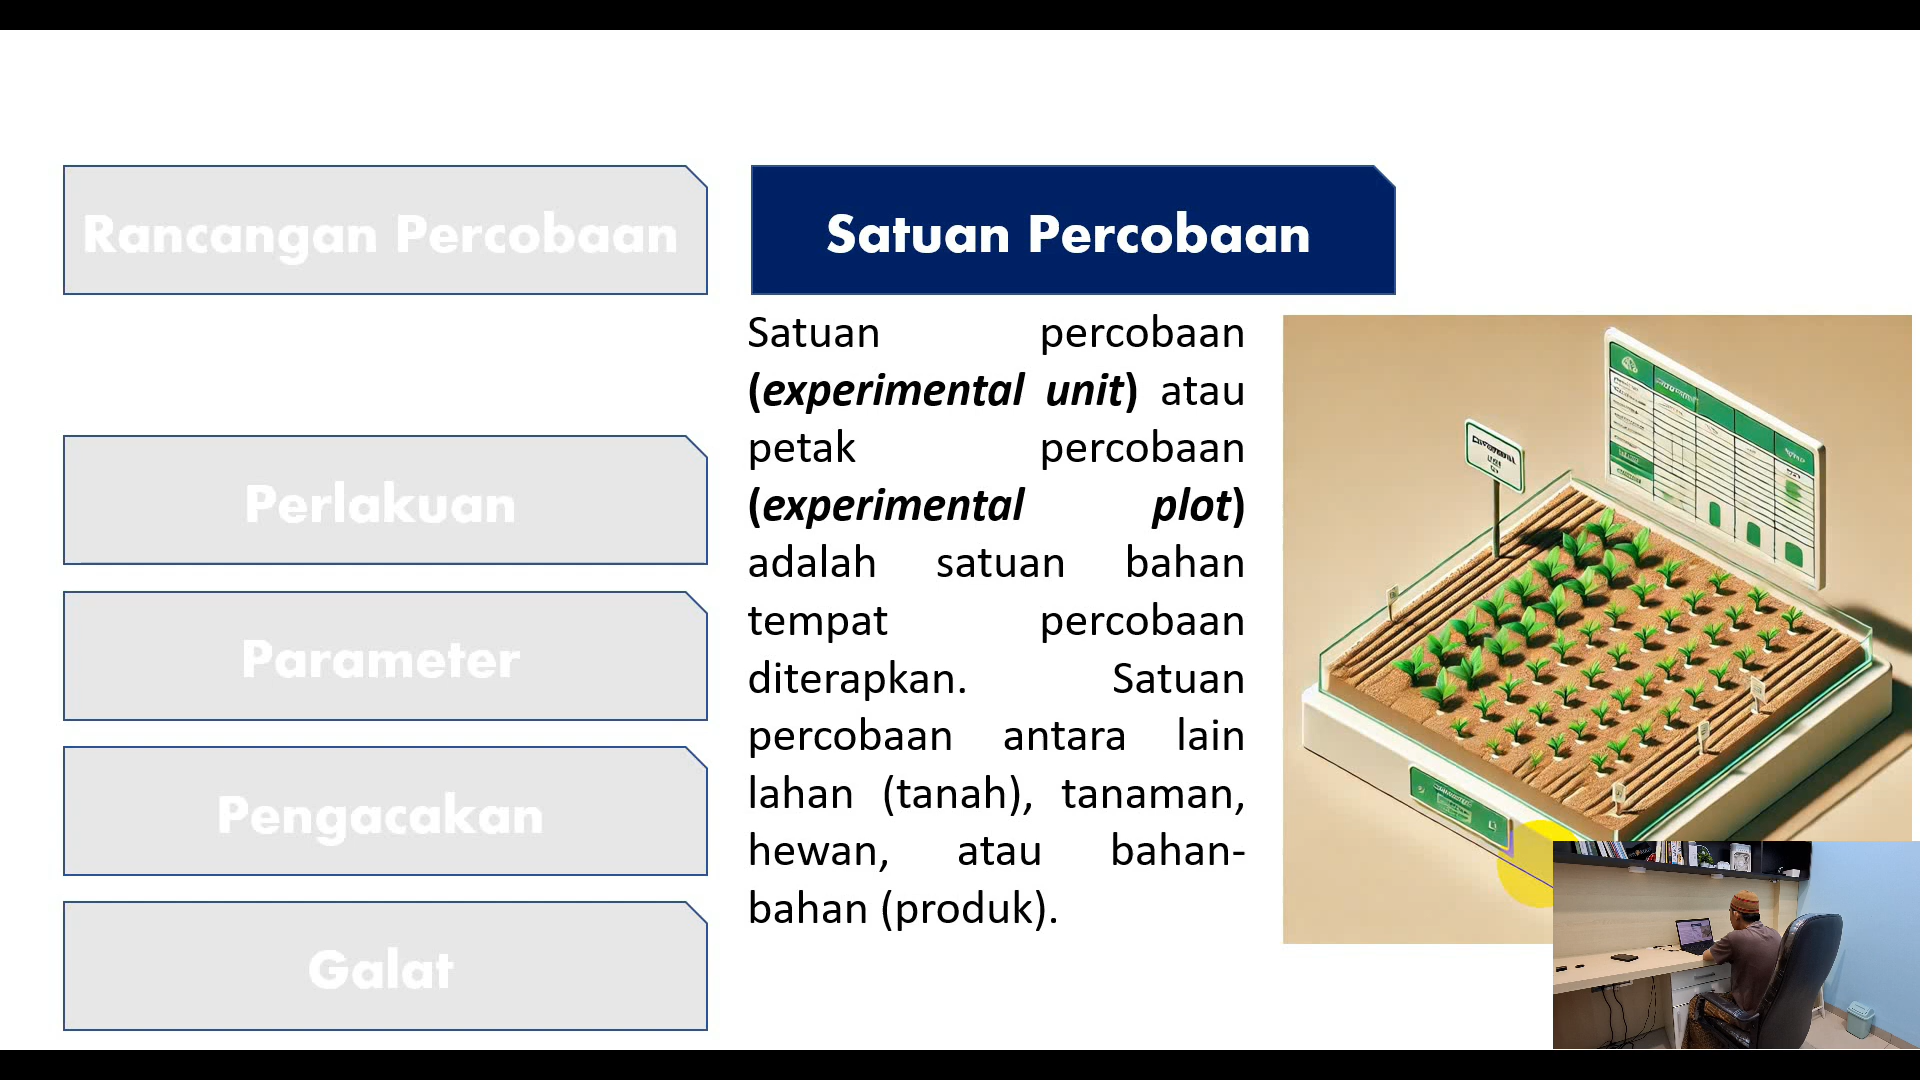 Rancangan Percobaan
Satuan Percobaan
Perlakuan
Parameter
Pengacakan
Galat
Satuan percobaan
(experimental unit) atau
petak percobaan
(experimental plot)
adalah satuan bahan
tempat percobaan
diterapkan. Satuan
percobaan antara lain
lahan (tanah), tanaman,
hewan, atau bahan-
bahan (produk).